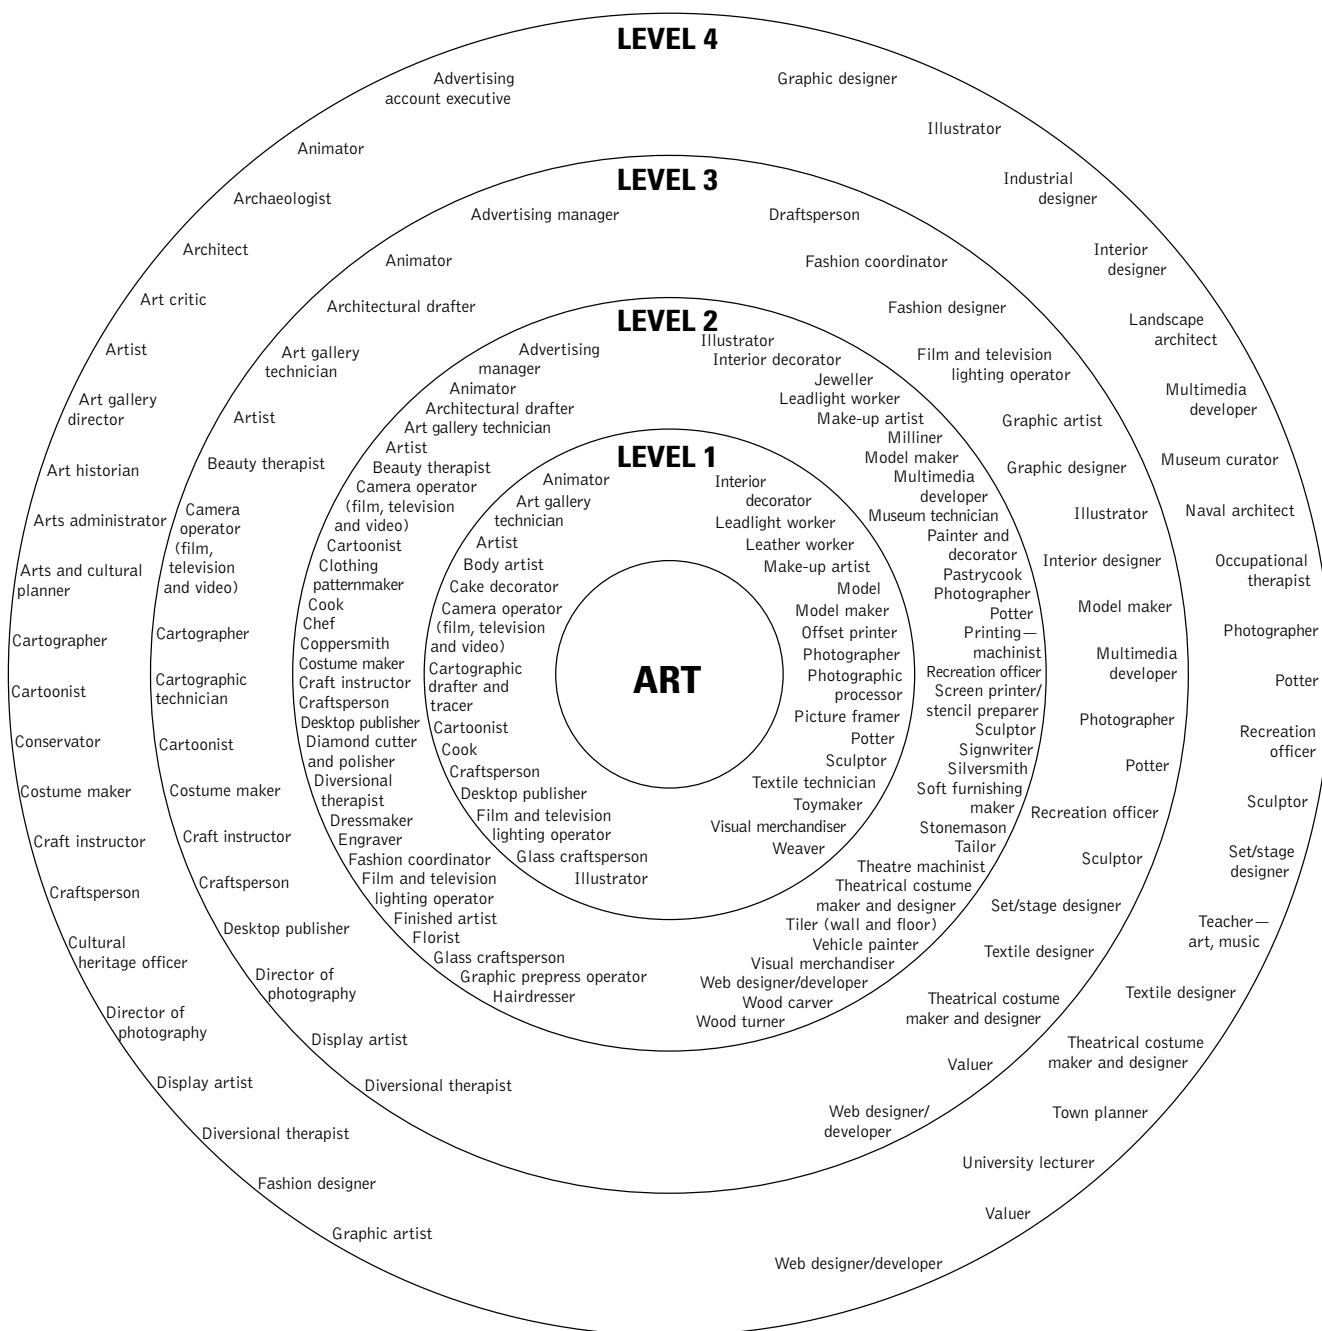 LEVEL 4
Advertising
account executive
Animator
Archaeologist
Architect
Art critic
Artist
Art gallery
director
Art historian
Arts administrator
Arts and cultural
planner
Cartographer
Cartoonist
Conservator
Costume maker
Craft instructor
Craftsperson
Cultural
heritage officer
Director of
photography
Display artist
Diversional therapist
Fashion designer
Graphic artist
Graphic designer
Illustrator
Industrial
designer
Interior
designer
Landscape
architect
Multimedia
developer
Museum curator
Naval architect
Occupational
therapist
Photographer
Potter
Recreation
officer
Sculptor
Set/stage
designer
Teacher—
art, music
Textile designer
Theatrical costume
maker and designer
Town planner
University lecturer
Valuer
Web designer/developer
LEVEL 3
Advertising manager
Animator
Architectural drafter
Art gallery
technician
Artist
Beauty therapist
Camera
operator
(film,
television
and video)
Cartographer
Cartographic
technician
Cartoonist
Costume maker
Craft instructor
Craftsperson
Desktop publisher
Director of
photography
Display artist
Diversional therapist
Draftsperson
Fashion coordinator
Fashion designer
Film and television
lighting operator
Graphic artist
Graphic designer
Illustrator
Interior designer
Model maker
Multimedia
developer
Photographer
Potter
Recreation officer
Sculptor
Set/stage designer
Textile designer
Theatrical costume
maker and designer
Valuer
Web designer/
developer
LEVEL 2
Advertising
manager
Animator
Architectural drafter
Art gallery technician
Artist
Beauty therapist
Camera operator
(film, television
and video)
Cartoonist
Clothing
patternmaker
Cook
Chef
Coppersmith
Costume maker
Craft instructor
Craftsperson
Desktop publisher
Diamond cutter
and polisher
Diversional
therapist
Dressmaker
Engraver
Fashion coordinator
Film and television
lighting operator
Finished artist
Florist
Glass craftsperson
Graphic prepress operator
Hairdresser
Illustrator
Interior decorator
Jeweller
Leadlight worker
Make-up artist
Milliner
Model maker
Multimedia
developer
Museum technician
Painter and
decorator
Pastrycook
Photographer
Potter
Printing—
machinist
Recreation officer
Screen printer/
stencil preparer
Sculptor
Signwriter
Silversmith
Soft furnishing
maker
Stonemason
Tailor
Theatre machinist
Theatrical costume
maker and designer
Tiler (wall and floor)
Vehicle painter
Visual merchandiser
Web designer/developer
Wood carver
Wood turner
LEVEL 1
Animator
Art gallery
technician
Artist
Body artist
Cake decorator
Camera operator
(film, television
and video)
Cartographic
drafter and
tracer
Cartoonist
Cook
Craftsperson
Desktop publisher
Film and television
lighting operator
Glass craftsperson
Illustrator
Interior
decorator
Leadlight worker
Leather worker
Make-up artist
Model
Model maker
Offset printer
Photographer
Photographic
processor
Picture framer
Potter
Sculptor
Textile technician
Toymaker
Visual merchandiser
Weaver
ART